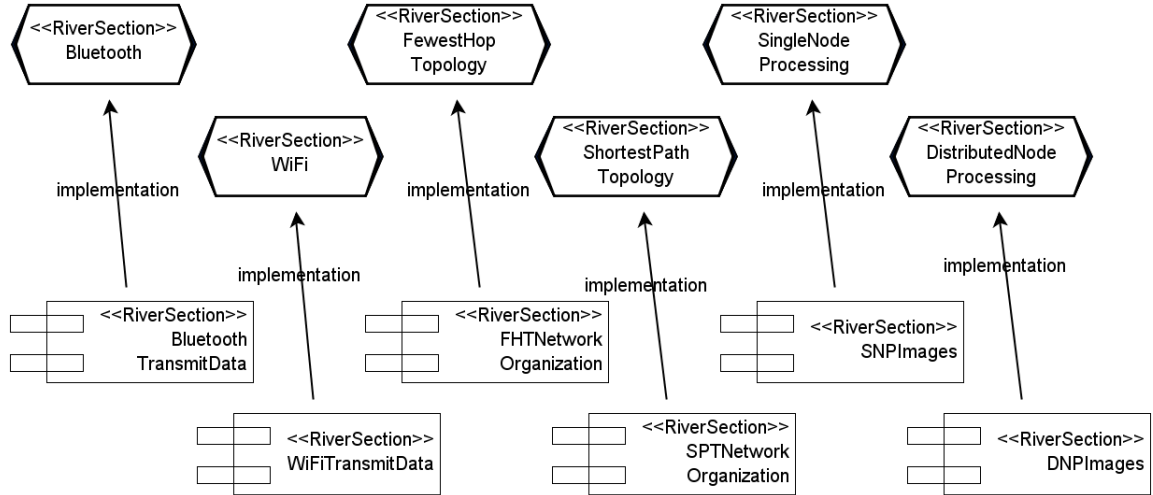 <<RiverSection>>
Bluetooth
<<RiverSection>>
FewestHop
Topology
<<RiverSection>>
SingleNode
Processing
<<RiverSection>>
WiFi
<<RiverSection>>
ShortestPath
Topology
<<RiverSection>>
DistributedNode
Processing
implementation
implementation
implementation
implementation
implementation
implementation
<<RiverSection>>
Bluetooth
TransmitData
<<RiverSection>>
FHTNetwork
Organization
<<RiverSection>>
SNPImages
<<RiverSection>>
WiFiTransmitData
<<RiverSection>>
SPTNetwork
Organization
<<RiverSection>>
DNPImages